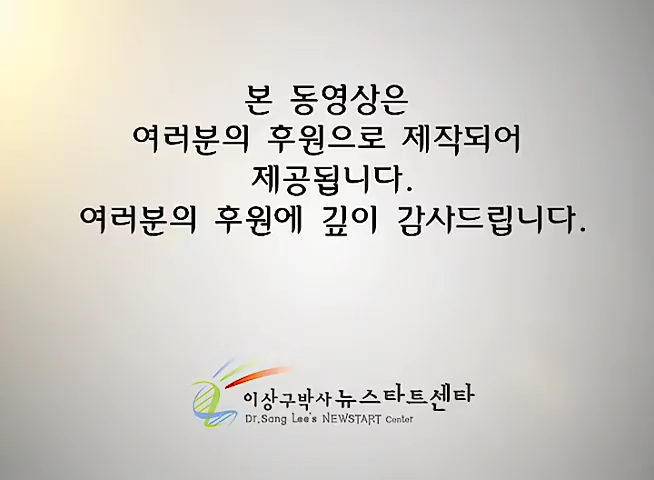 본 동영상은
여러분의 후원으로 제작되어
제공됩니다.
여러분의 후원에 깊이 감사드립니다.
이상구박사 뉴스타트센타
Dr.Sang Lee's NEWSTART Center